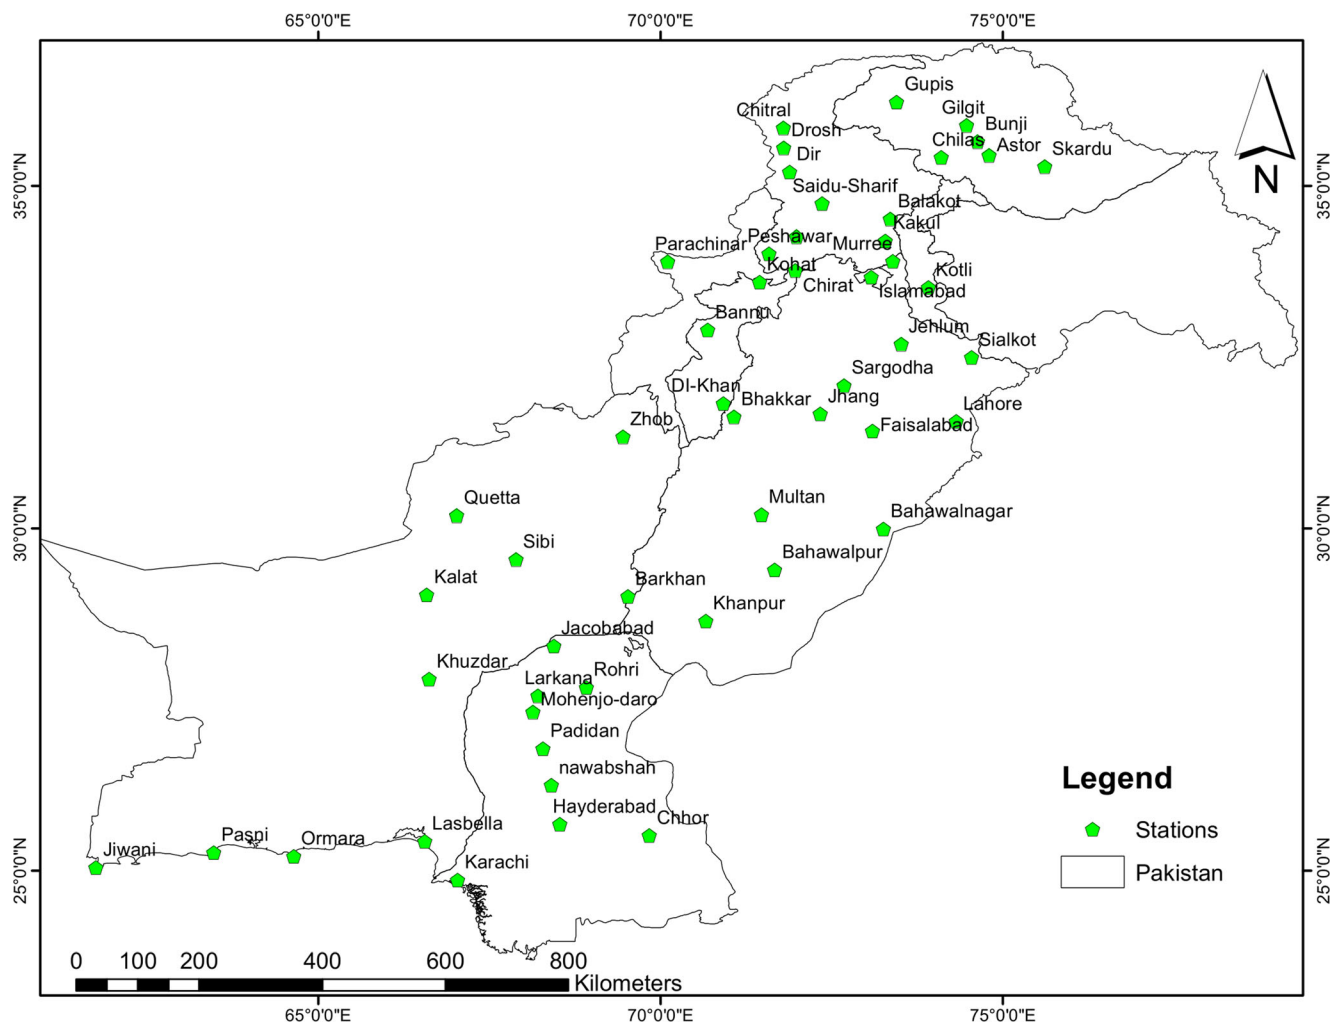 65°0'0"E
70°0'0"E
75°0'0"E
Gupis
Chitral
Gilgit
Drosh
Bunji
Chilas
Astor
Skardu
Dir
35°0'0"N
35°0'0"N
N
Saidu-Sharif
Balakot
Kakul
Peshawar
Murree
Parachinar
Kohat
Kotli
Chirat
Islamabad
Bannu
Jehlum
Sialkot
Sargodha
DI-Khan
Bhakkar
Jhang
Lahore
Zhob
Faisalabad
Quetta
Multan
Bahawalnagar
30°0'0"N
30°0'0"N
Sibi
Bahawalpur
Kalat
Barkhan
Khanpur
Jacobabad
Khuzdar
Rohri
Larkana
Mohenjo-daro
Padidan
nawabshah
Legend
Hayderabad
Chhor
Lasbella
Stations
Pasni
Ormara
Jiwani
Karachi
Pakistan
25°0'0"N
25°0'0"N
0 100 200 400 600 800
Kilometers
65°0'0"E
70°0'0"E
75°0'0"E